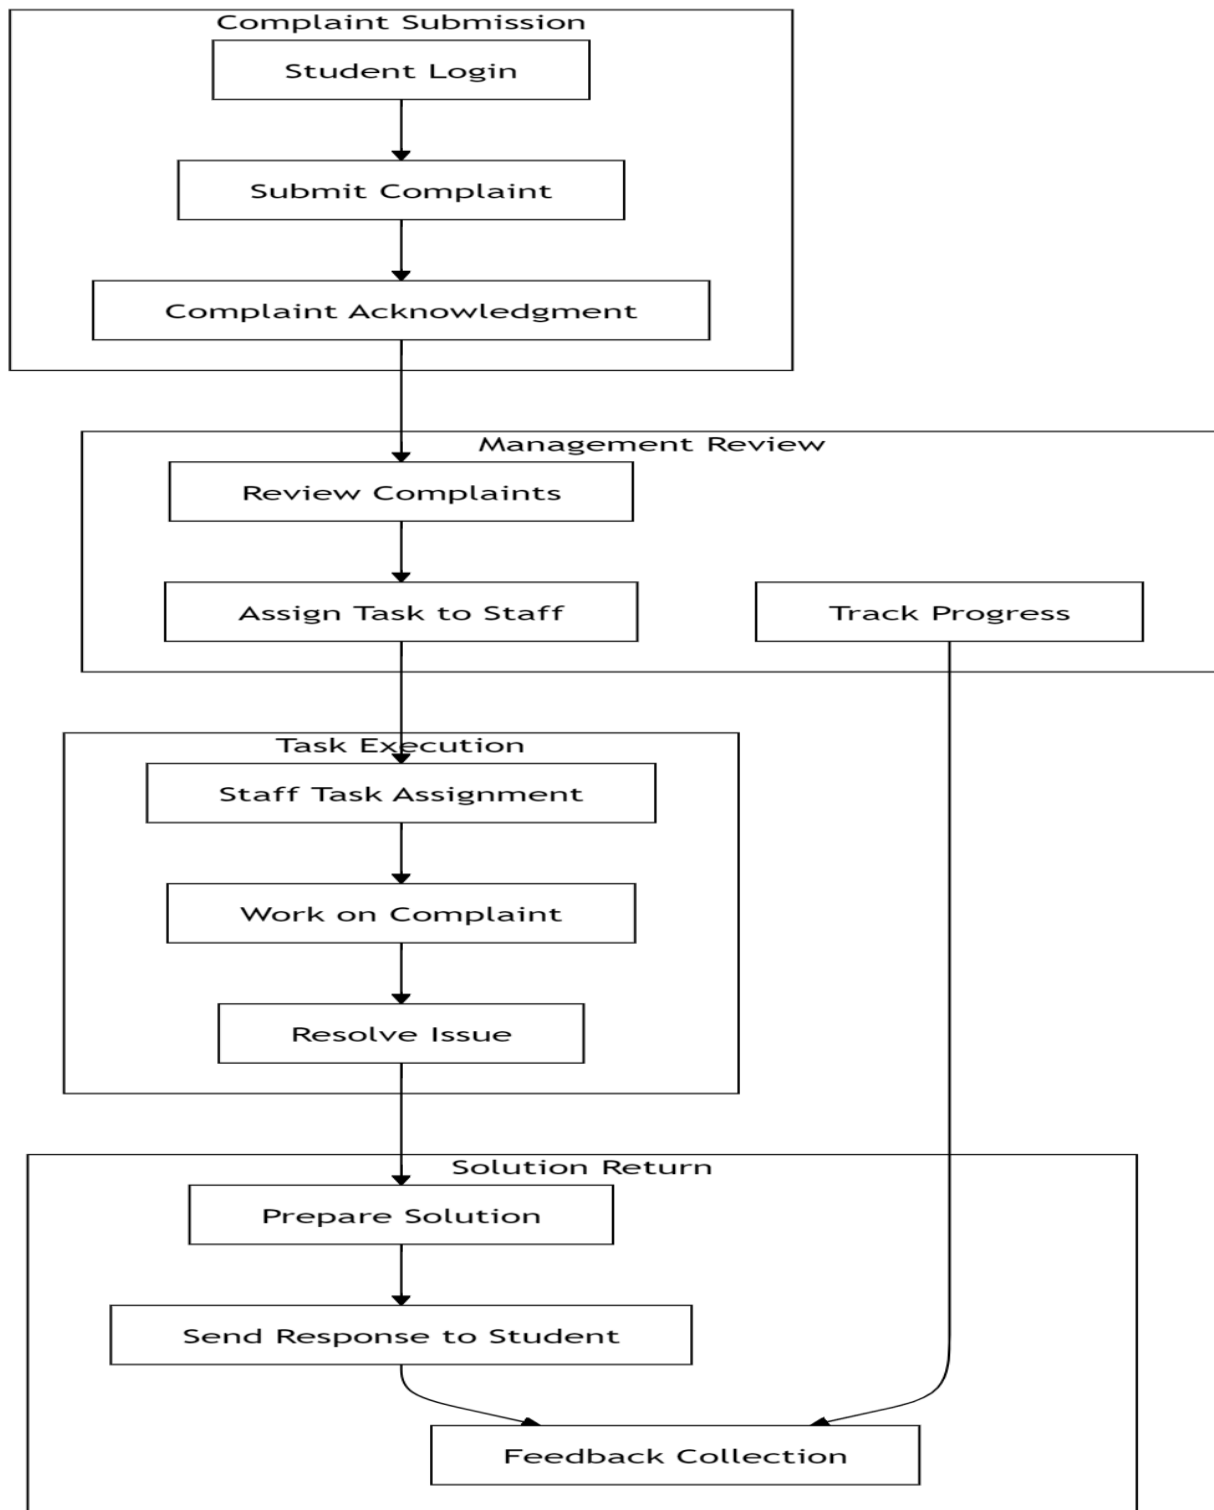 Complaint Submission
Student Login
Submit Complaint
Complaint Acknowledgment
Management Review
Review Complaints
Assign Task to Staff
Track Progress
Task Execution
Staff Task Assignment
Work on Complaint
Resolve Issue
Solution Return
Prepare Solution
Send Response to Student
Feedback Collection